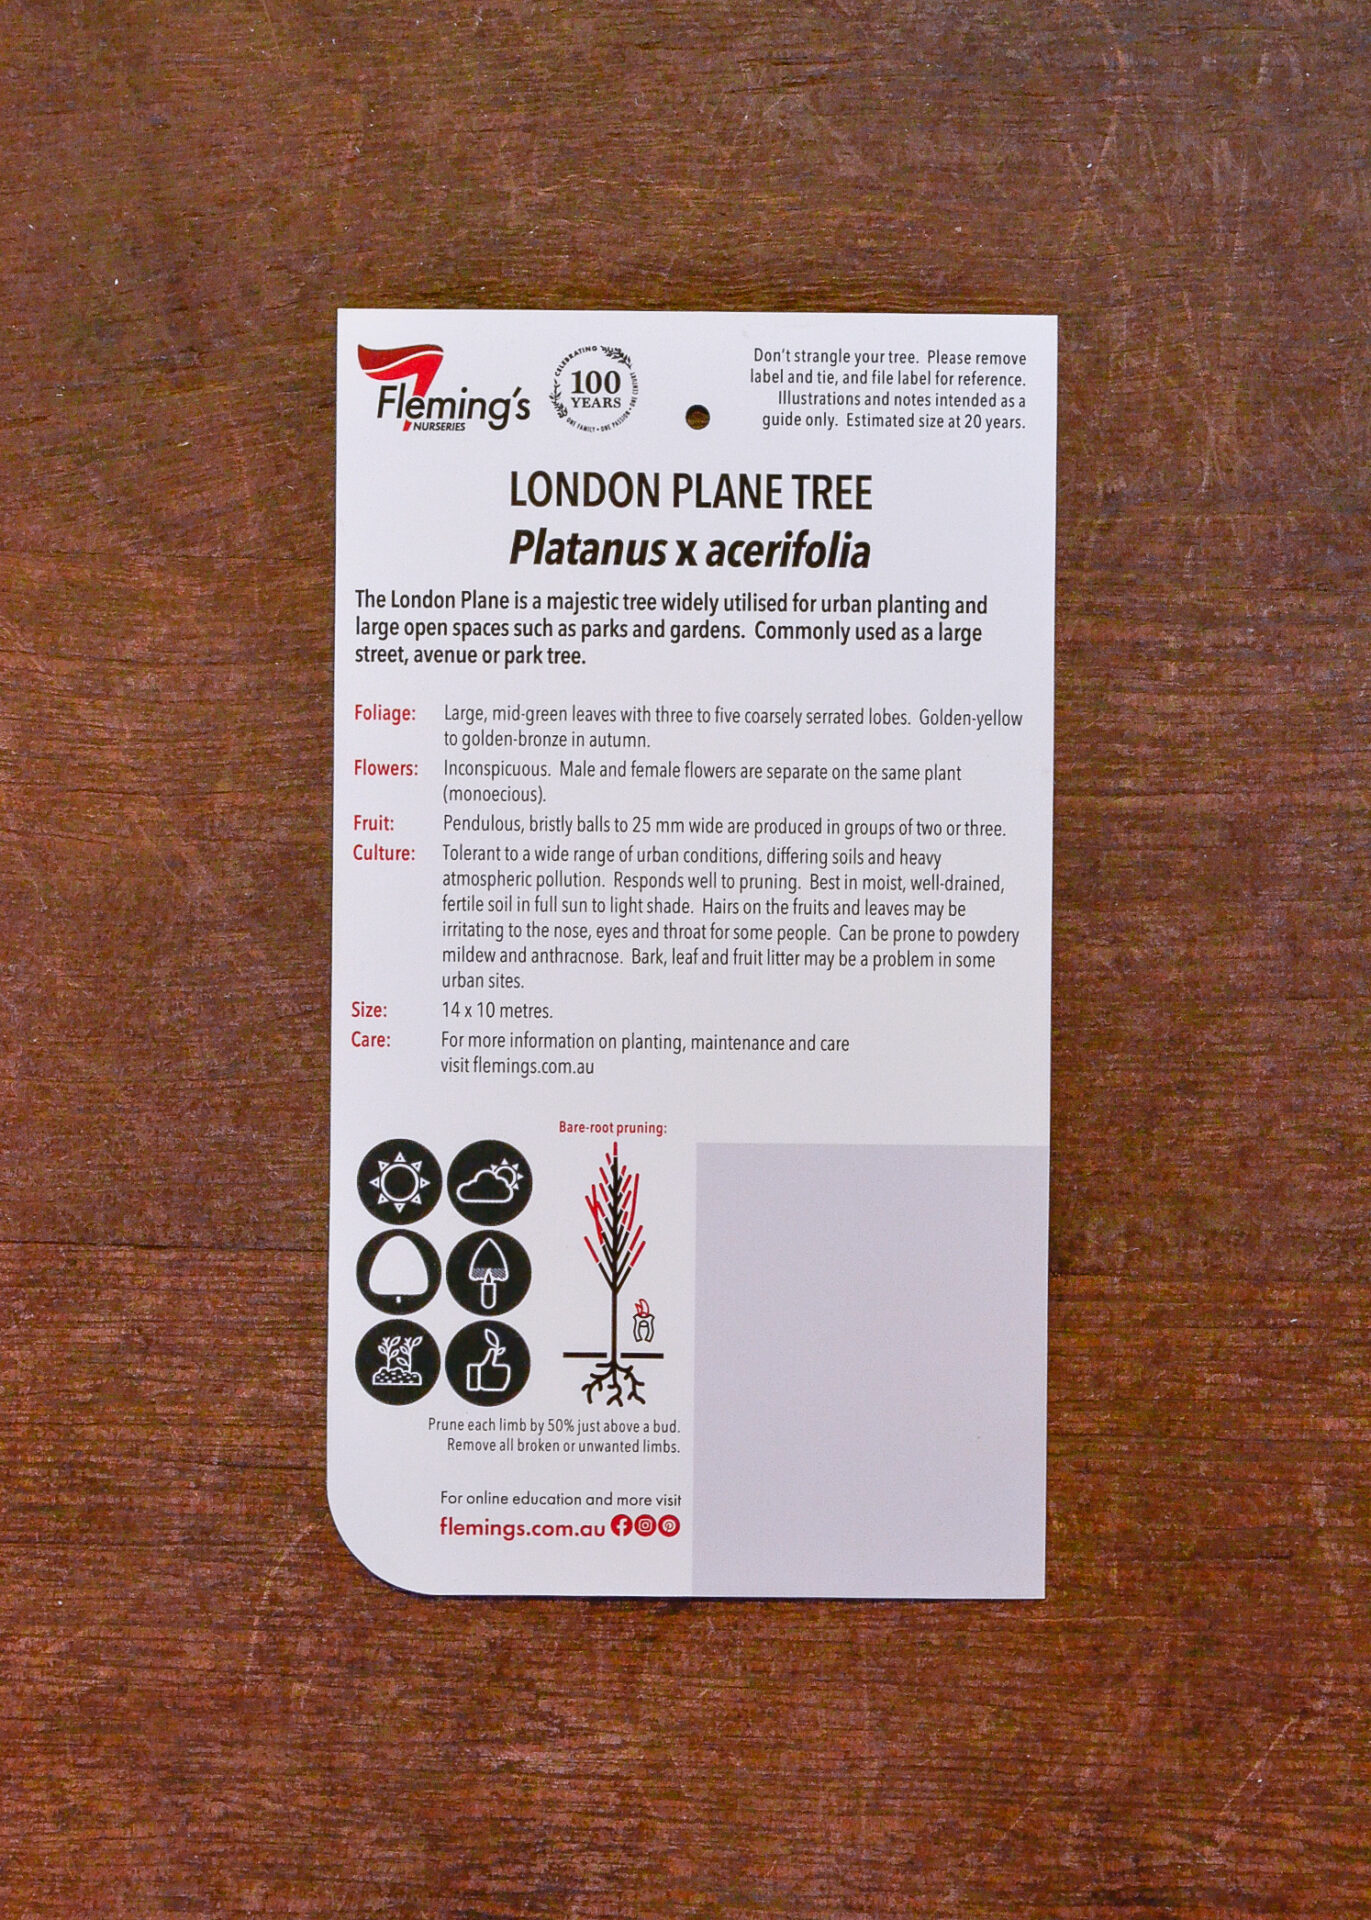 Fleming's
NURSERIES
CELEBRATING
100
YEARS
ONE FAMILY • ONE PASSION •
Don't strangle your tree. Please remove
label and tie, and file label for reference.
Illustrations and notes intended as a
guide only. Estimated size at 20 years.
LONDON PLANE TREE
Platanus x acerifolia
The London Plane is a majestic tree widely utilised for urban planting and
large open spaces such as parks and gardens. Commonly used as a large
street, avenue or park tree.
Foliage: Large, mid-green leaves with three to five coarsely serrated lobes. Golden-yellow
to golden-bronze in autumn.
Flowers: Inconspicuous. Male and female flowers are separate on the same plant
(monoecious).
Fruit: Pendulous, bristly balls to 25 mm wide are produced in groups of two or three.
Culture: Tolerant to a wide range of urban conditions, differing soils and heavy
atmospheric pollution. Responds well to pruning. Best in moist, well-drained,
fertile soil in full sun to light shade. Hairs on the fruits and leaves may be
irritating to the nose, eyes and throat for some people. Can be prone to powdery
mildew and anthracnose. Bark, leaf and fruit litter may be a problem in some
urban sites.
Size: 14 x 10 metres.
Care: For more information on planting, maintenance and care
visit flemings.com.au
Bare-root pruning:
Prune each limb by 50% just above a bud.
Remove all broken or unwanted limbs.
For online education and more visit
flemings.com.au